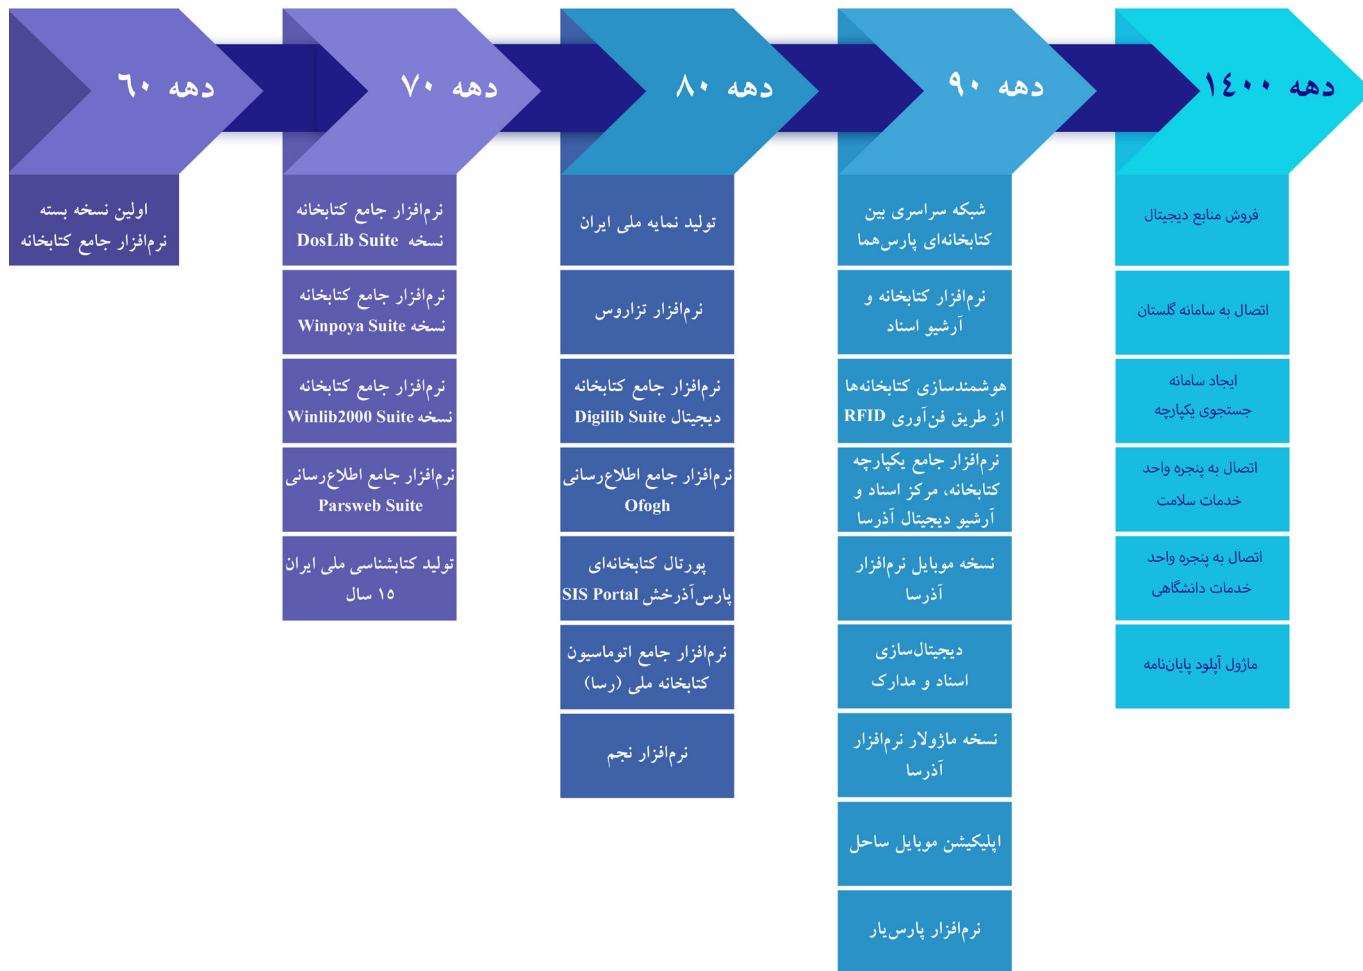 دهه ٦٠
دهه ٧٠
دهه ٨٠
دهه ٩٠
دهه ١٤٠٠
اولین نسخه بسته
نرم‌افزار جامع کتابخانه
نرم‌افزار جامع کتابخانه
نسخه DosLib Suite
نرم‌افزار جامع کتابخانه
نسخه Winpoya Suite
نرم‌افزار جامع کتابخانه
نسخه Winlib2000 Suite
نرم‌افزار جامع اطلاع‌رسانی
Parsweb Suite
تولید کتابشناسی ملی ایران
١٥ سال
تولید نمایه ملی ایران
نرم‌افزار تزاروس
نرم‌افزار جامع کتابخانه
دیجیتال Digilib Suite
نرم‌افزار جامع اطلاع‌رسانی
Ofogh
پورتال کتابخانه‌ای
پارس‌آذرخش SIS Portal
نرم‌افزار جامع اتوماسیون
کتابخانه ملی (رسا)
نرم‌افزار نجم
شبکه سراسری بین
کتابخانه‌ای پارس‌هما
نرم‌افزار کتابخانه و
آرشیو اسناد
هوشمندسازی کتابخانه‌ها
از طریق فن‌آوری RFID
نرم‌افزار جامع یکپارچه
کتابخانه، مرکز اسناد و
آرشیو دیجیتال آذرسا
نسخه موبایل نرم‌افزار
آذرسا
دیجیتال‌سازی
اسناد و مدارک
نسخه ماژولار نرم‌افزار
آذرسا
اپلیکیشن موبایل ساحل
نرم‌افزار پارس‌یار
فروش منابع دیجیتال
اتصال به سامانه گلستان
ایجاد سامانه
جستجوی یکپارچه
اتصال به پنجره واحد
خدمات سلامت
اتصال به پنجره واحد
خدمات دانشگاهی
ماژول آپلود پایان‌نامه